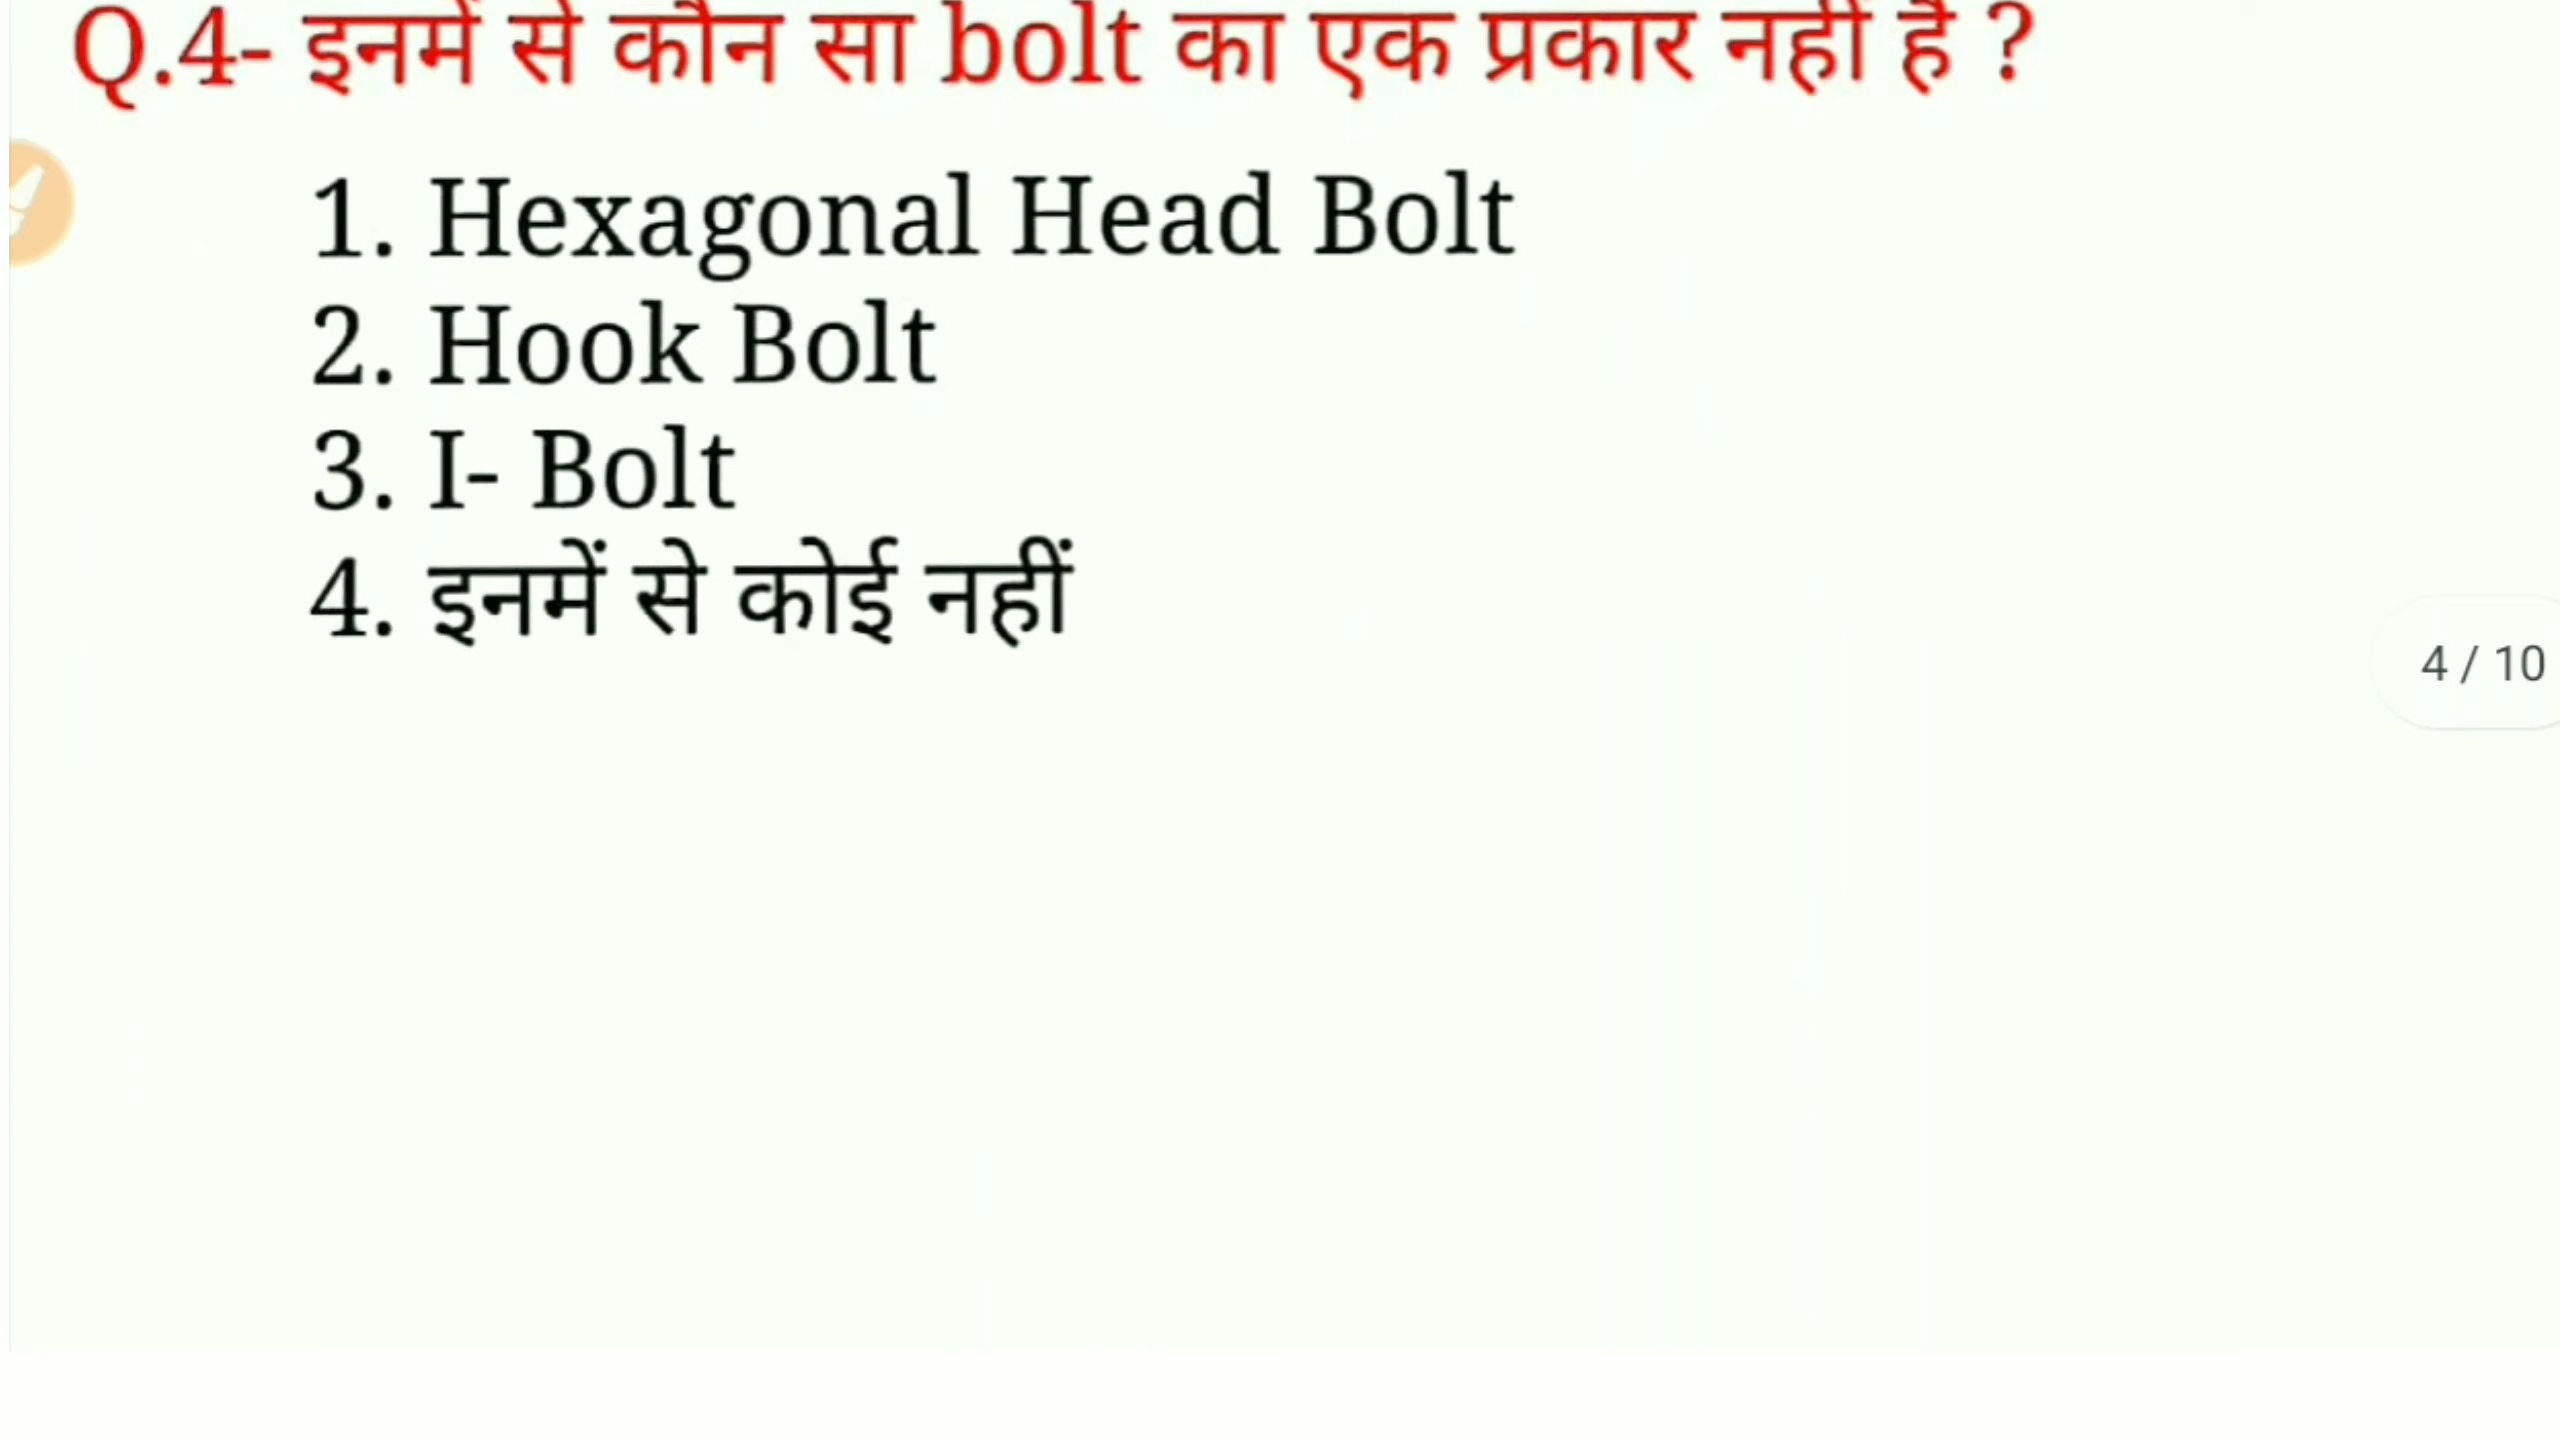 Q.4- इनमें से कौन सा bolt का एक प्रकार नहीं है ?
1. Hexagonal Head Bolt
2. Hook Bolt
3. I- Bolt
4. इनमें से कोई नहीं
4 / 10